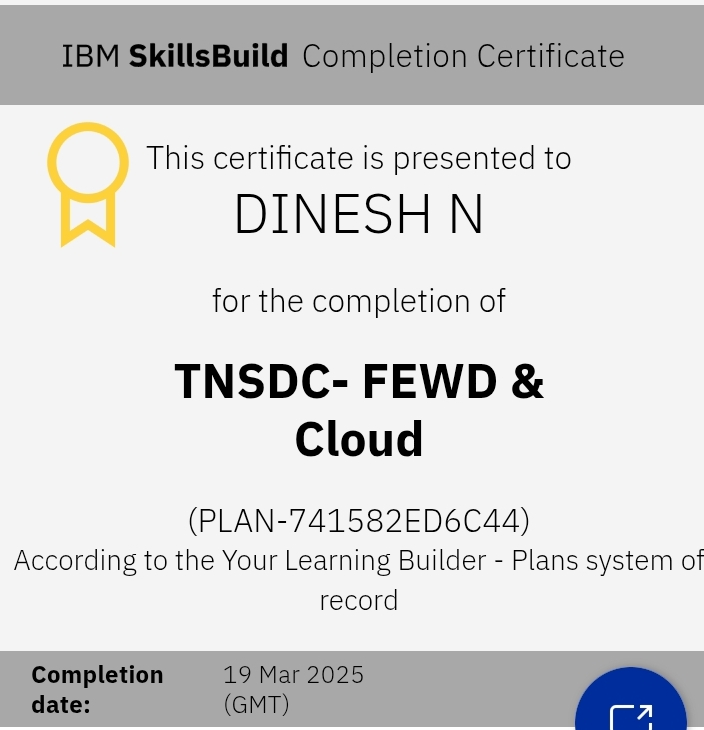 IBM SkillsBuild Completion Certificate
This certificate is presented to
DINESH N
for the completion of
TNSDC- FEWD &
Cloud
(PLAN-741582ED6C44)
According to the Your Learning Builder - Plans system of
record
Completion 19 Mar 2025
date: (GMT)